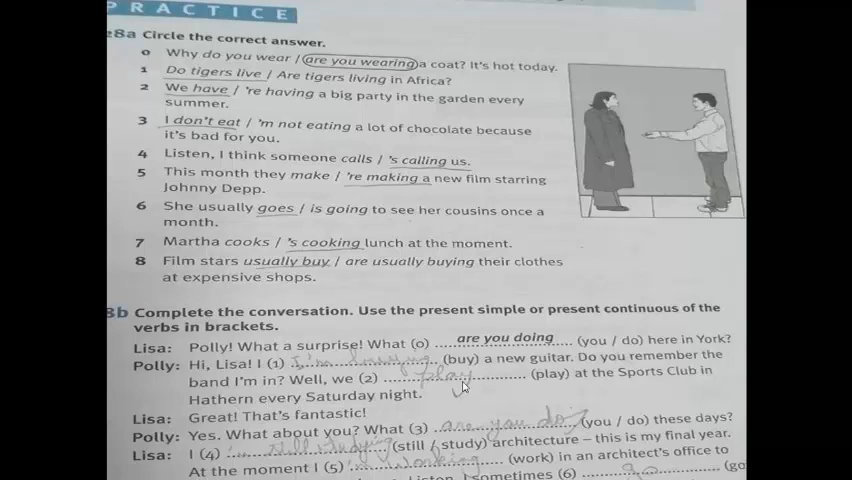 PRACTICE
28a Circle the correct answer.
0 Why do you wear / are you wearing a coat? It's hot today.
1 Do tigers live / Are tigers living in Africa?
2 We have / 're having a big party in the garden every
summer.
3 I don't eat / 'm not eating a lot of chocolate because
it's bad for you.
4 Listen, I think someone calls / 's calling us.
5 This month they make / 're making a new film starring
Johnny Depp.
6 She usually goes / is going to see her cousins once a
month.
7 Martha cooks / 's cooking lunch at the moment.
8 Film stars usually buy / are usually buying their clothes
at expensive shops.
8b Complete the conversation. Use the present simple or present continuous of the
verbs in brackets.
Lisa: Polly! What a surprise! What (0) ....are you doing.... (you / do) here in York?
Polly: Hi, Lisa! I (1) I'm buying (buy) a new guitar. Do you remember the
band I'm in? Well, we (2) ........play............ (play) at the Sports Club in
Hathern every Saturday night.
Lisa: Great! That's fantastic!
Polly: Yes. What about you? What (3) are you doing (you / do) these days?
Lisa: I (4) 'm still studying (still / study) architecture – this is my final year.
At the moment I (5) 'm working (work) in an architect's office to
Listen, I sometimes (6) ........go............ (go